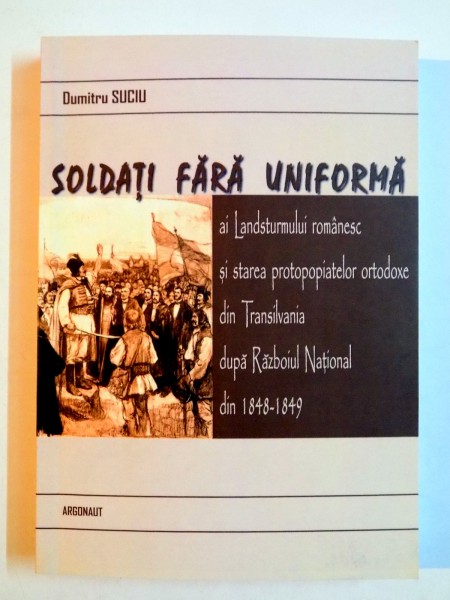 Dumitru SUCIU
SOLDAȚI FĂRĂ UNIFORMĂ
ai Landsturmului românesc
și starea protopopiatelor ortodoxe
din Transilvania
după Războiul Național
din 1848-1849
ARGONAUT